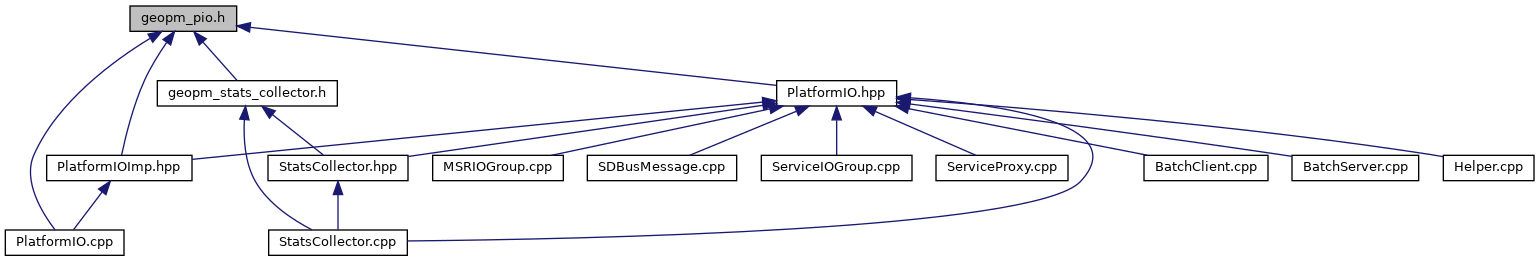 geopm_pio.h
geopm_stats_collector.h
PlatformIO.hpp
PlatformIOImp.hpp
StatsCollector.hpp
MSRIOGroup.cpp
SDBusMessage.cpp
ServiceIOGroup.cpp
ServiceProxy.cpp
BatchClient.cpp
BatchServer.cpp
Helper.cpp
PlatformIO.cpp
StatsCollector.cpp